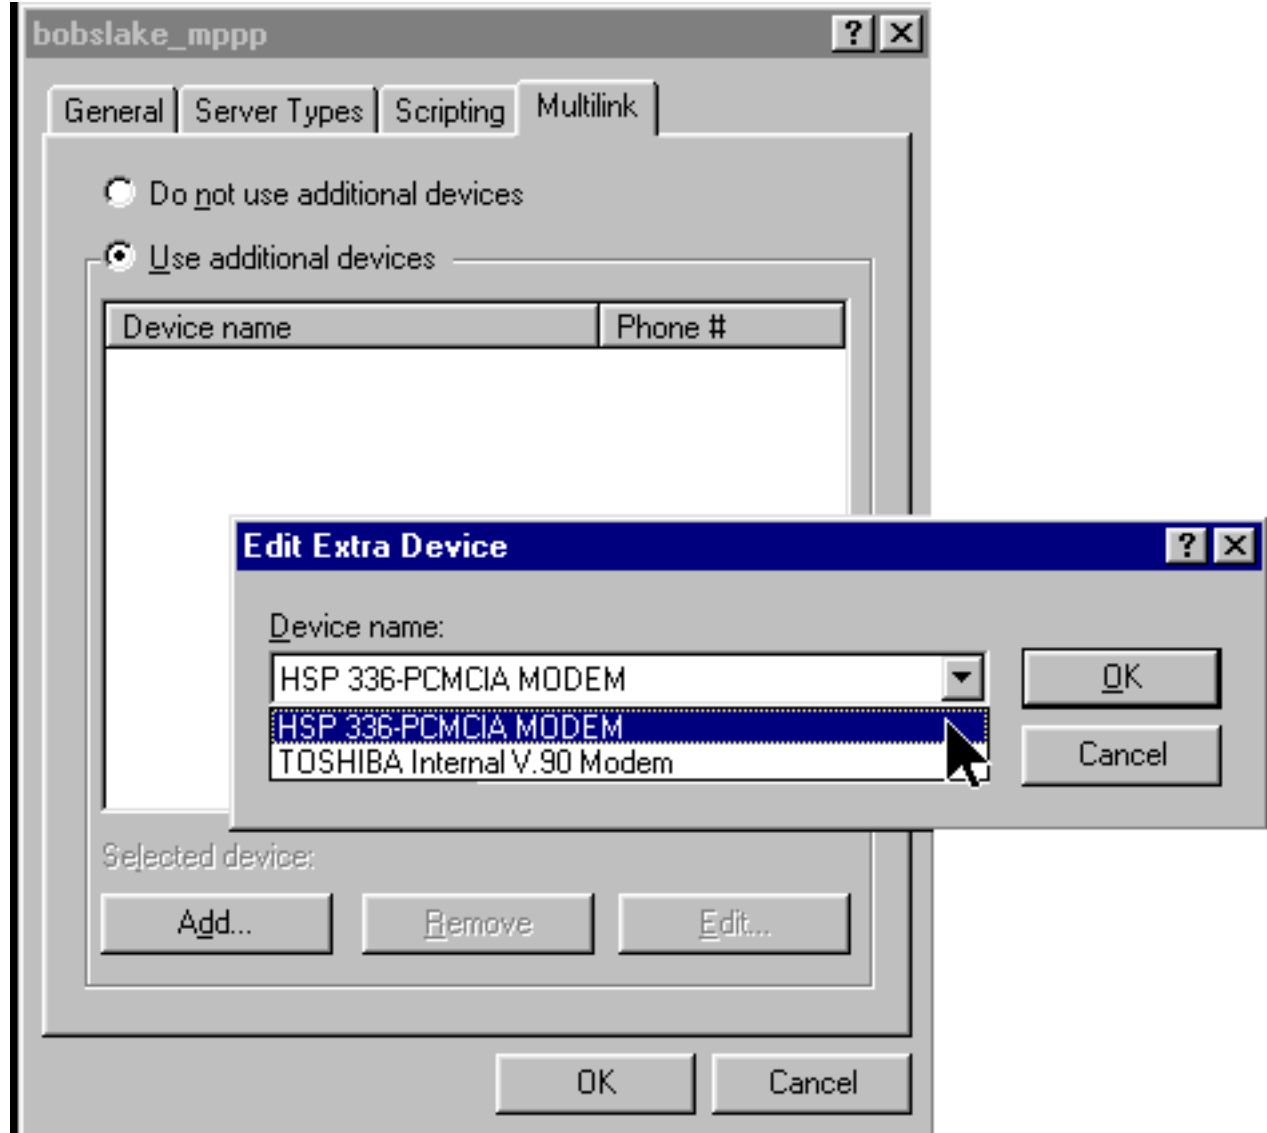 bobslake_mppp
General Server Types Scripting Multilink
Do not use additional devices
Use additional devices
Device name Phone #
Edit Extra Device
Device name:
HSP 336-PCMCIA MODEM OK
HSP 336-PCMCIA MODEM
TOSHIBA Internal V.90 Modem Cancel
Selected device:
Add... Remove Edit...
OK Cancel